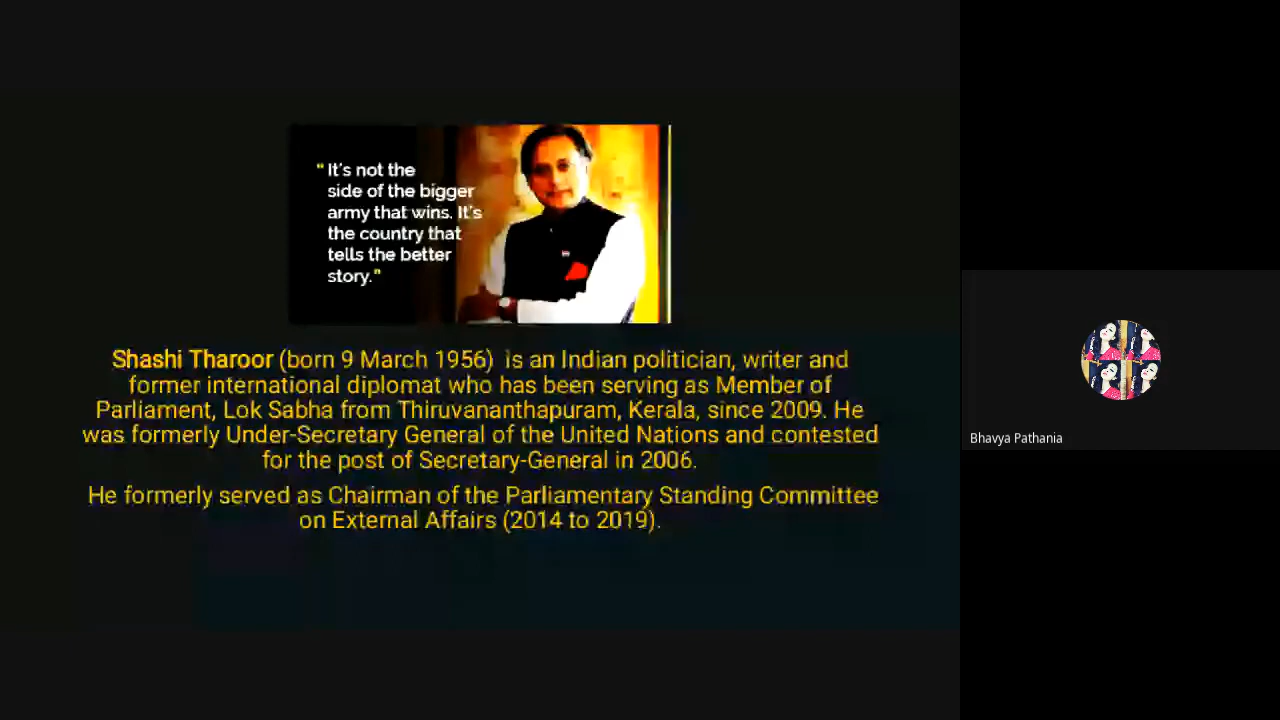 " It's not the
side of the bigger
army that wins. It's
the country that
tells the better
story."
Shashi Tharoor (born 9 March 1956) is an Indian politician, writer and
former international diplomat who has been serving as Member of
Parliament, Lok Sabha from Thiruvananthapuram, Kerala, since 2009. He
was formerly Under-Secretary General of the United Nations and contested
for the post of Secretary-General in 2006.
He formerly served as Chairman of the Parliamentary Standing Committee
on External Affairs (2014 to 2019).
Bhavya Pathania